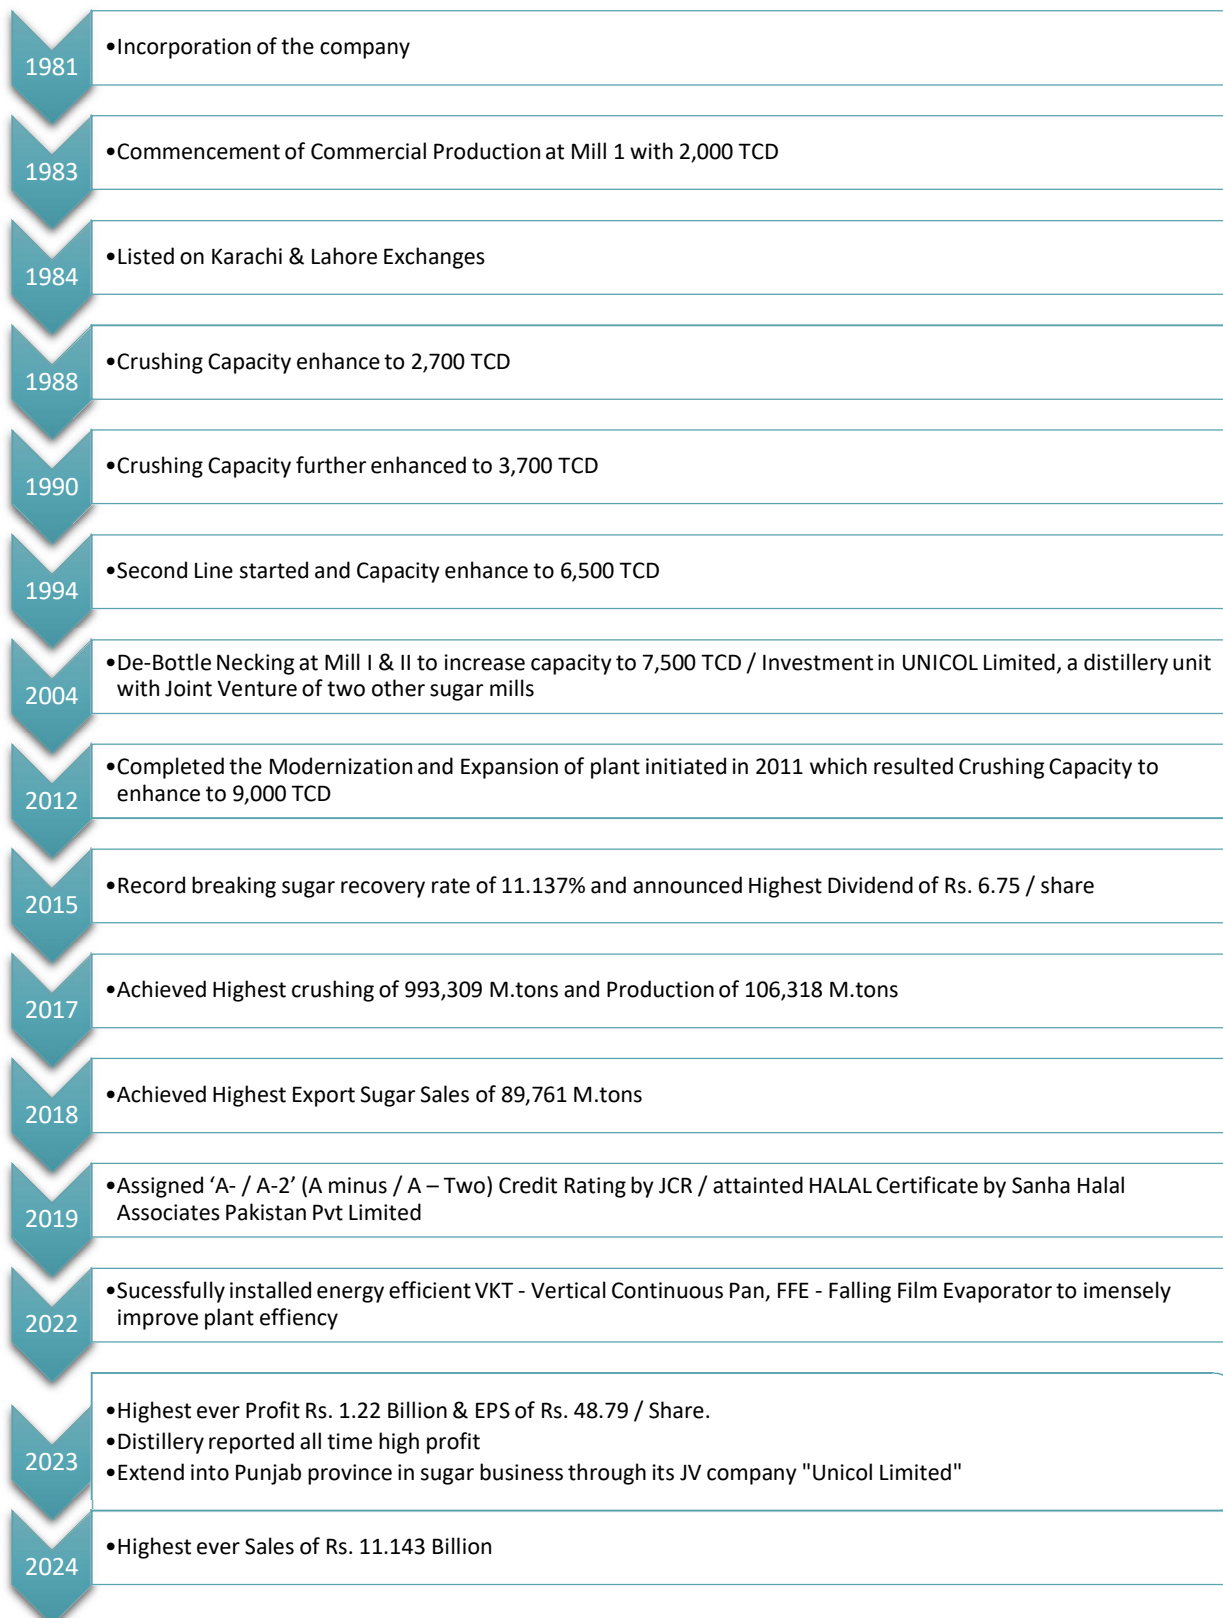 1981
•Incorporation of the company
1983
•Commencement of Commercial Production at Mill 1 with 2,000 TCD
1984
•Listed on Karachi & Lahore Exchanges
1988
•Crushing Capacity enhance to 2,700 TCD
1990
•Crushing Capacity further enhanced to 3,700 TCD
1994
•Second Line started and Capacity enhance to 6,500 TCD
2004
•De-Bottle Necking at Mill I & II to increase capacity to 7,500 TCD / Investment in UNICOL Limited, a distillery unit
with Joint Venture of two other sugar mills
2012
•Completed the Modernization and Expansion of plant initiated in 2011 which resulted Crushing Capacity to
enhance to 9,000 TCD
2015
•Record breaking sugar recovery rate of 11.137% and announced Highest Dividend of Rs. 6.75 / share
2017
•Achieved Highest crushing of 993,309 M.tons and Production of 106,318 M.tons
2018
•Achieved Highest Export Sugar Sales of 89,761 M.tons
2019
•Assigned ‘A- / A-2’ (A minus / A – Two) Credit Rating by JCR / attainted HALAL Certificate by Sanha Halal
Associates Pakistan Pvt Limited
2022
•Sucessfully installed energy efficient VKT - Vertical Continuous Pan, FFE - Falling Film Evaporator to imensely
improve plant effiency
2023
•Highest ever Profit Rs. 1.22 Billion & EPS of Rs. 48.79 / Share.
•Distillery reported all time high profit
•Extend into Punjab province in sugar business through its JV company "Unicol Limited"
2024
•Highest ever Sales of Rs. 11.143 Billion